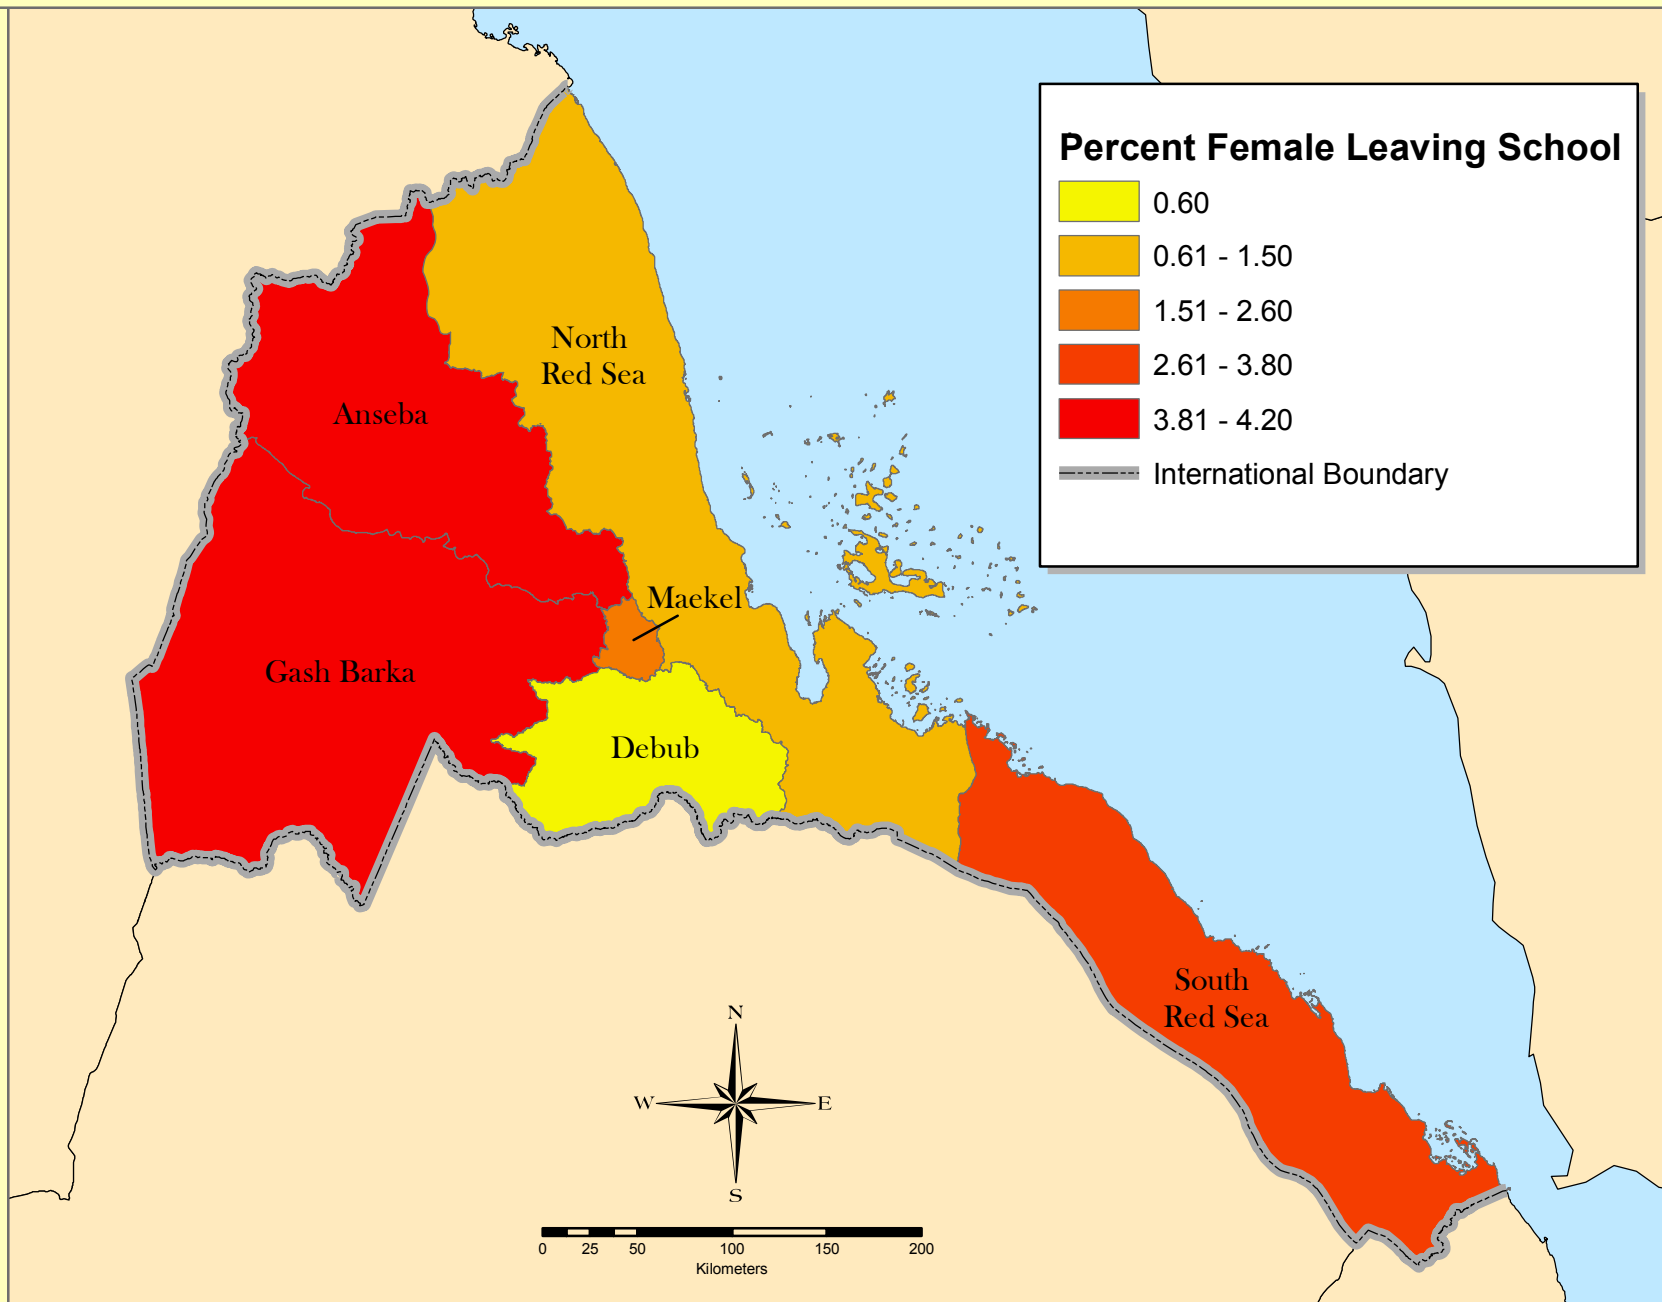 Percent Female Leaving School
0.60
0.61 - 1.50
1.51 - 2.60
2.61 - 3.80
3.81 - 4.20
International Boundary
North
Red Sea
Anseba
Maekel
Gash Barka
Debub
South
Red Sea
N
W
E
S
0 25 50 100 150 200
Kilometers